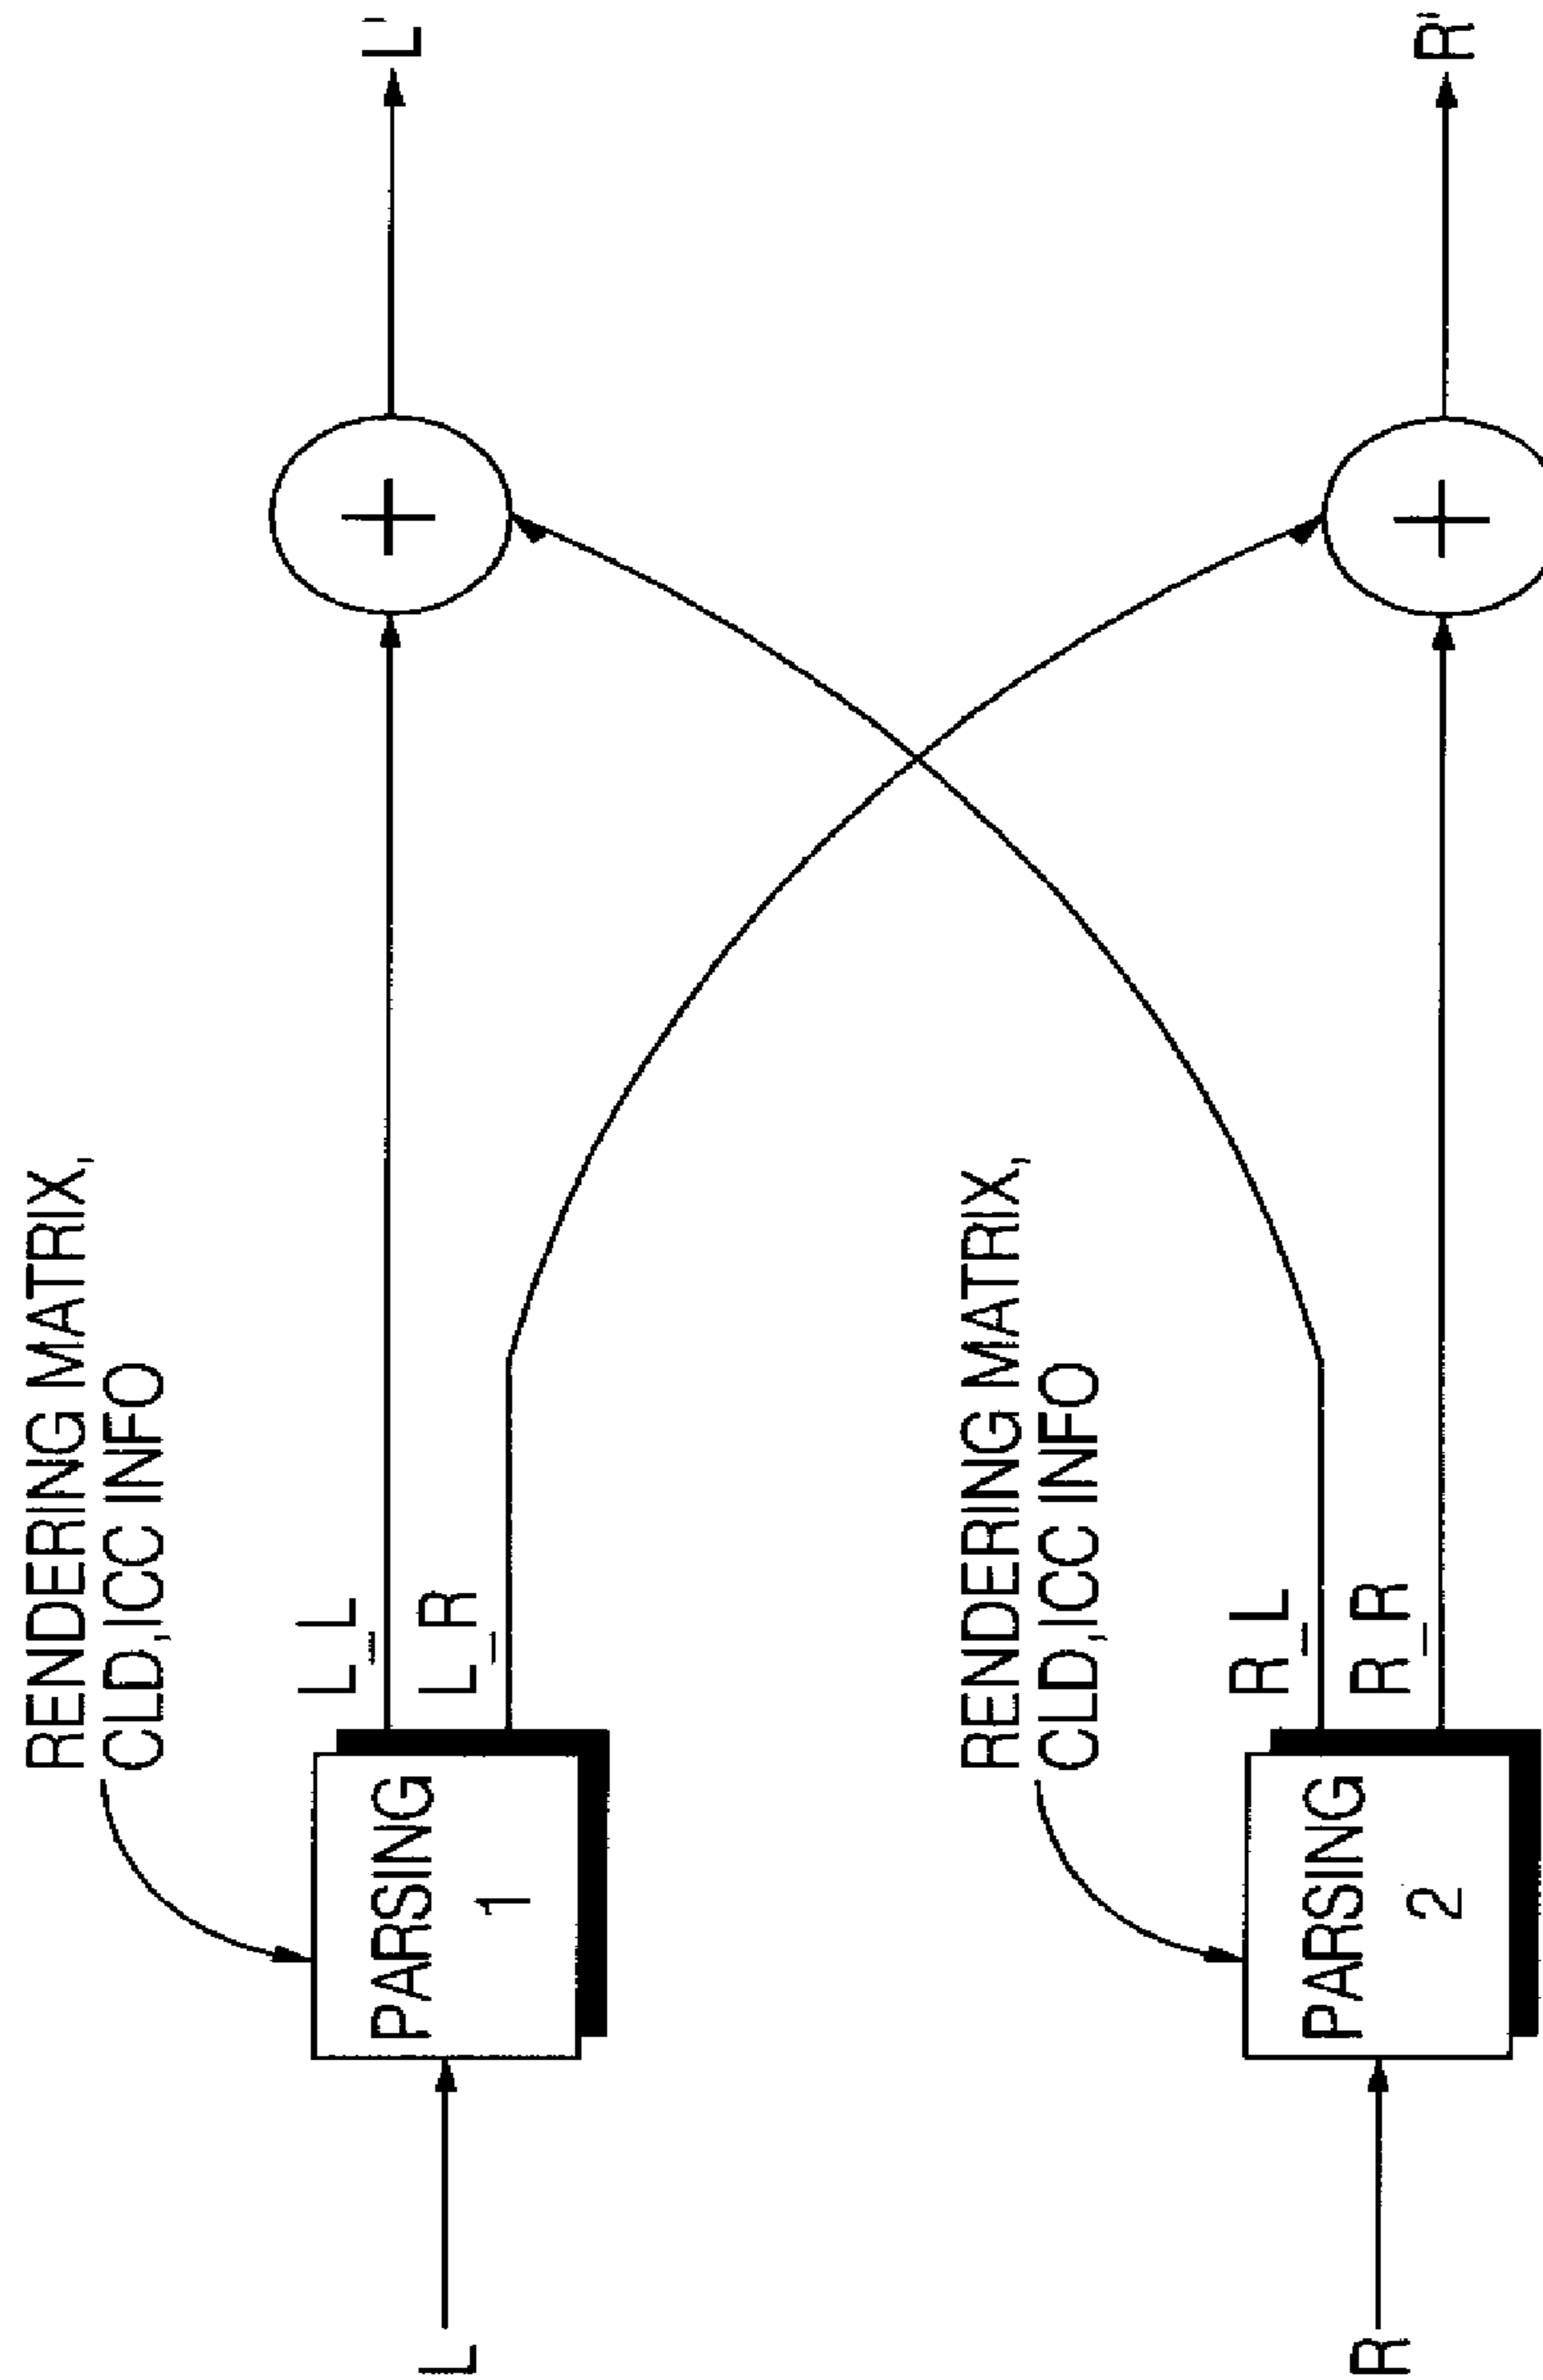 RENDERING MATRIX,
CLD,ICC INFO
L
PARSING
1
L_L
L_R
+
L'
RENDERING MATRIX,
CLD,ICC INFO
R
PARSING
2
R_L
R_R
+
R'